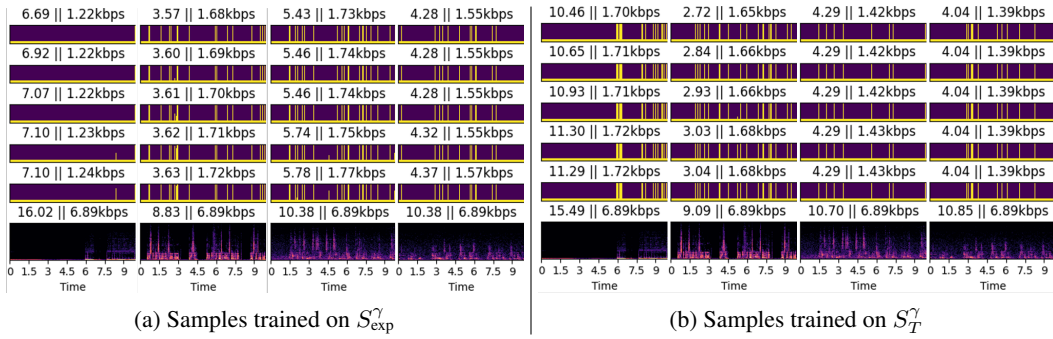 6.69 || 1.22kbps 3.57 || 1.68kbps 5.43 || 1.73kbps 4.28 || 1.55kbps
6.92 || 1.22kbps 3.60 || 1.69kbps 5.46 || 1.74kbps 4.28 || 1.55kbps
7.07 || 1.22kbps 3.61 || 1.70kbps 5.46 || 1.74kbps 4.28 || 1.55kbps
7.10 || 1.23kbps 3.62 || 1.71kbps 5.74 || 1.75kbps 4.32 || 1.55kbps
7.10 || 1.24kbps 3.63 || 1.72kbps 5.78 || 1.77kbps 4.37 || 1.57kbps
16.02 || 6.89kbps 8.83 || 6.89kbps 10.38 || 6.89kbps 10.38 || 6.89kbps
0 1.5 3 4.5 6 7.5 9 0 1.5 3 4.5 6 7.5 9 0 1.5 3 4.5 6 7.5 9 0 1.5 3 4.5 6 7.5 9
Time Time Time Time
(a) Samples trained on S_exp^γ
10.46 || 1.70kbps 2.72 || 1.65kbps 4.29 || 1.42kbps 4.04 || 1.39kbps
10.65 || 1.71kbps 2.84 || 1.66kbps 4.29 || 1.42kbps 4.04 || 1.39kbps
10.93 || 1.71kbps 2.93 || 1.66kbps 4.29 || 1.42kbps 4.04 || 1.39kbps
11.30 || 1.72kbps 3.03 || 1.68kbps 4.29 || 1.43kbps 4.04 || 1.39kbps
11.29 || 1.72kbps 3.04 || 1.68kbps 4.29 || 1.43kbps 4.04 || 1.39kbps
15.49 || 6.89kbps 9.09 || 6.89kbps 10.70 || 6.89kbps 10.85 || 6.89kbps
0 1.5 3 4.5 6 7.5 9 0 1.5 3 4.5 6 7.5 9 0 1.5 3 4.5 6 7.5 9 0 1.5 3 4.5 6 7.5 9
Time Time Time Time
(b) Samples trained on S_T^γ